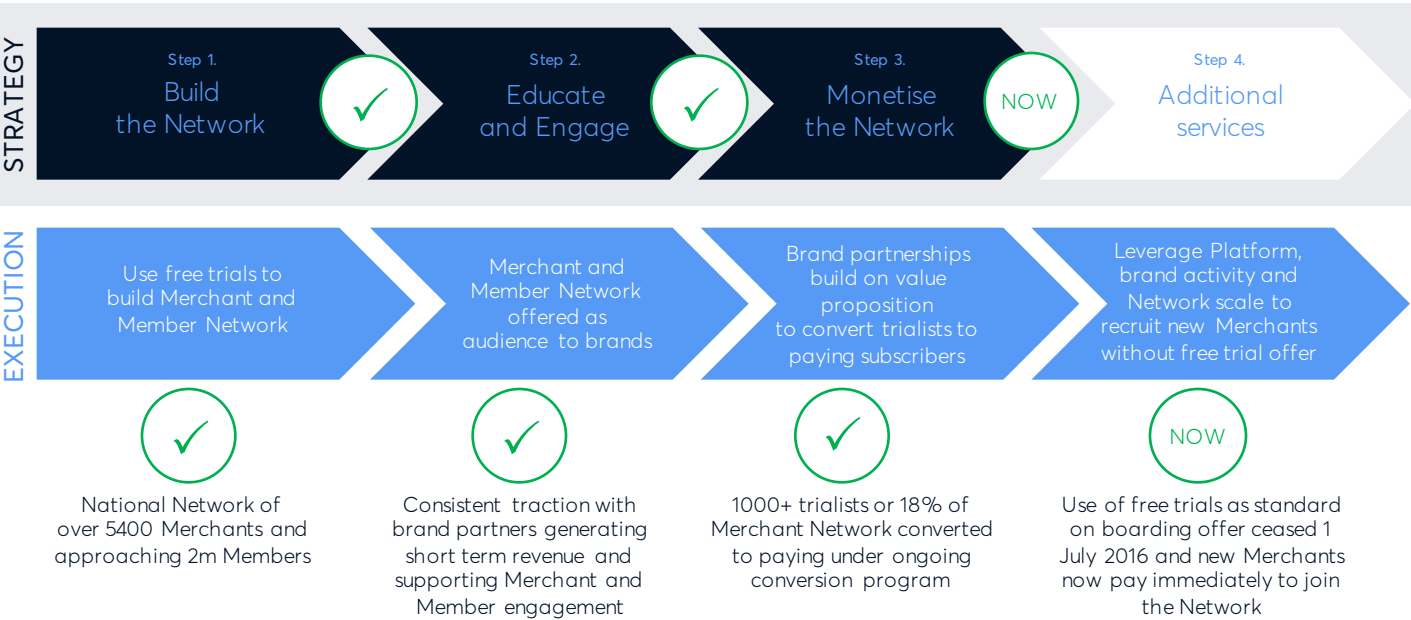 STRATEGY
Step 1.
Build
the Network
✓
Step 2.
Educate
and Engage
✓
Step 3.
Monetise
the Network
NOW
Step 4.
Additional
services
EXECUTION
Use free trials to
build Merchant and
Member Network
Merchant and
Member Network
offered as
audience to brands
Brand partnerships
build on value
proposition
to convert trialists to
paying subscribers
Leverage Platform,
brand activity and
Network scale to
recruit new Merchants
without free trial offer
✓
National Network of
over 5400 Merchants and
approaching 2m Members
✓
Consistent traction with
brand partners generating
short term revenue and
supporting Merchant and
Member engagement
✓
1000+ trialists or 18% of
Merchant Network converted
to paying under ongoing
conversion program
NOW
Use of free trials as standard
on boarding offer ceased 1
July 2016 and new Merchants
now pay immediately to join
the Network